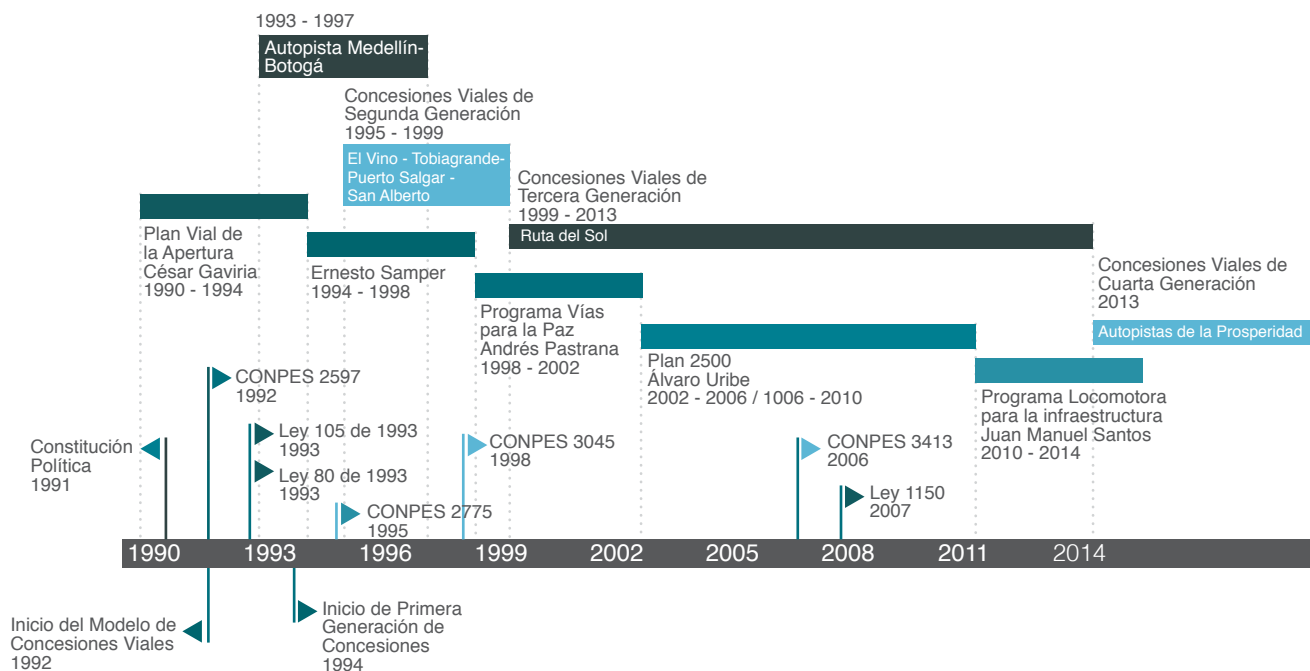 1993 - 1997
Autopista Medellín-
Botogá
Concesiones Viales de
Segunda Generación
1995 - 1999
El Vino - Tobiagrande-
Puerto Salgar -
San Alberto
Concesiones Viales de
Tercera Generación
1999 - 2013
Ruta del Sol
Plan Vial de
la Apertura
César Gaviria
1990 - 1994
Ernesto Samper
1994 - 1998
Concesiones Viales de
Cuarta Generación
2013
Autopistas de la Prosperidad
Programa Vías
para la Paz
Andrés Pastrana
1998 - 2002
Plan 2500
Álvaro Uribe
2002 - 2006 / 1006 - 2010
Programa Locomotora
para la infraestructura
Juan Manuel Santos
2010 - 2014
CONPES 2597
1992
Constitución
Política
1991
Ley 105 de 1993
1993
Ley 80 de 1993
1993
CONPES 2775
1995
CONPES 3045
1998
CONPES 3413
2006
Ley 1150
2007
1990 1993 1996 1999 2002 2005 2008 2011 2014
Inicio del Modelo de
Concesiones Viales
1992
Inicio de Primera
Generación de
Concesiones
1994